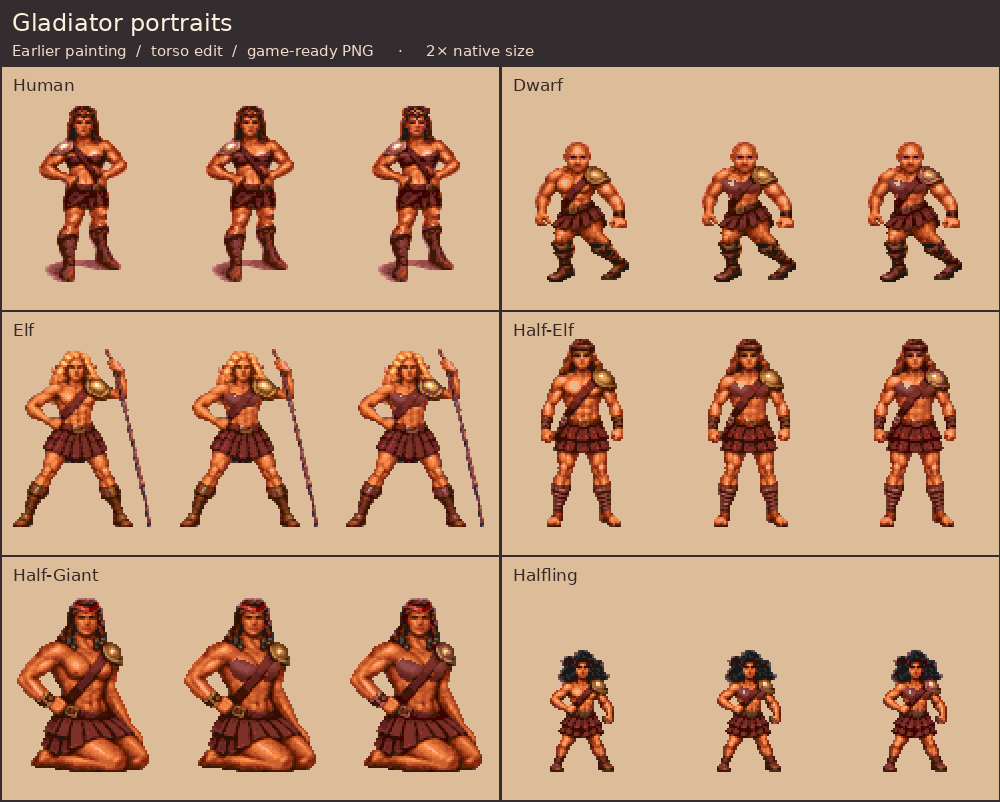 Gladiator portraits
Earlier painting / torso edit / game-ready PNG · 2× native size
Human
Dwarf
Elf
Half-Elf
Half-Giant
Halfling